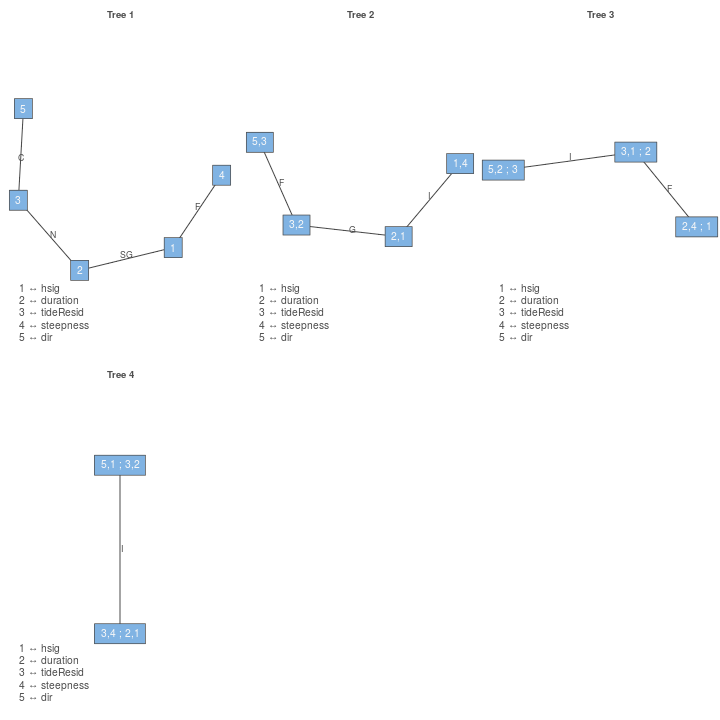 Tree 1
5
C
3
N
2
SG
1
F
4
1 ↔ hsig
2 ↔ duration
3 ↔ tideResid
4 ↔ steepness
5 ↔ dir
Tree 2
5,3
F
3,2
G
2,1
I
1,4
1 ↔ hsig
2 ↔ duration
3 ↔ tideResid
4 ↔ steepness
5 ↔ dir
Tree 3
5,2 ; 3
I
3,1 ; 2
F
2,4 ; 1
1 ↔ hsig
2 ↔ duration
3 ↔ tideResid
4 ↔ steepness
5 ↔ dir
Tree 4
5,1 ; 3,2
I
3,4 ; 2,1
1 ↔ hsig
2 ↔ duration
3 ↔ tideResid
4 ↔ steepness
5 ↔ dir